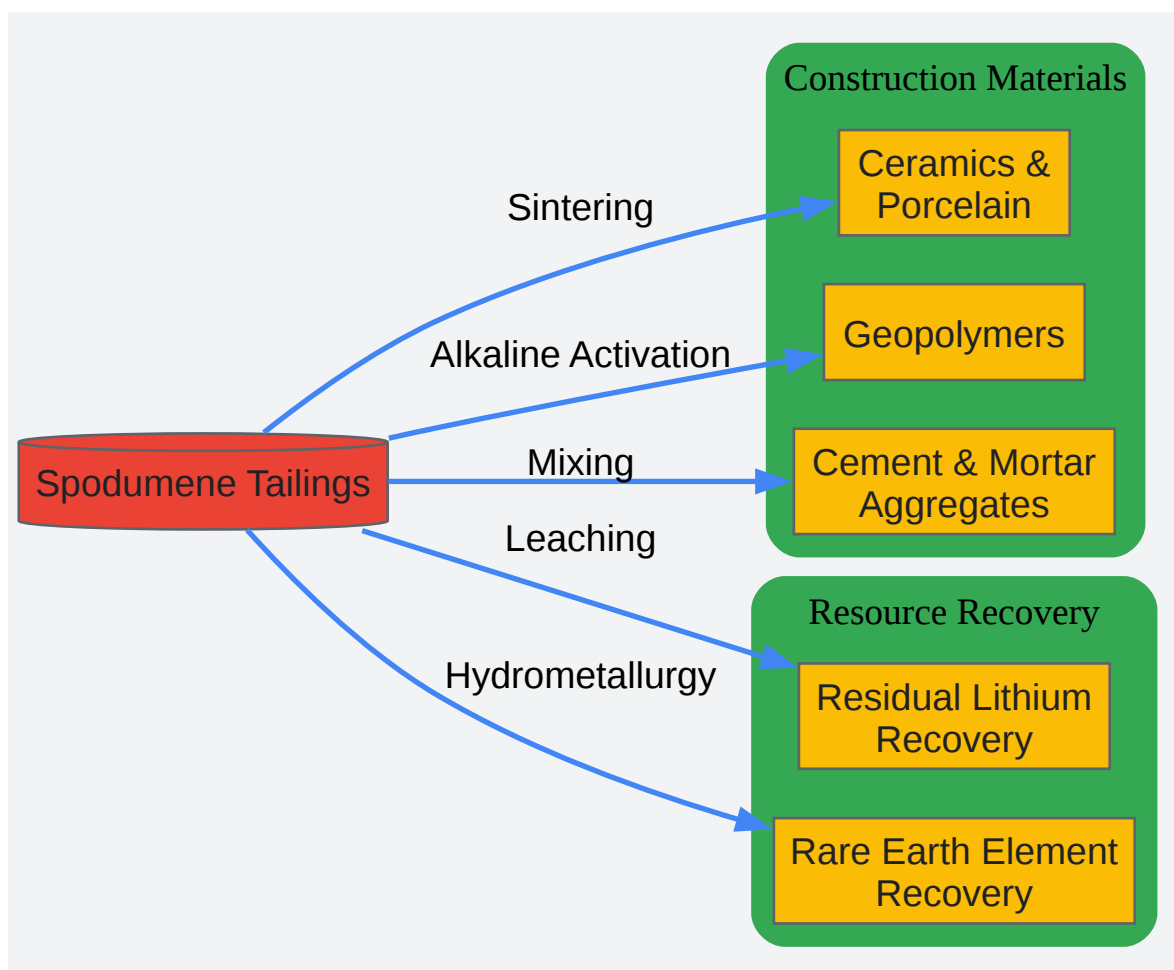 Construction Materials
Ceramics &
Porcelain
Sintering
Geopolymers
Alkaline Activation
Mixing
Cement & Mortar
Aggregates
Spodumene Tailings
Leaching
Resource Recovery
Hydrometallurgy
Residual Lithium
Recovery
Rare Earth Element
Recovery